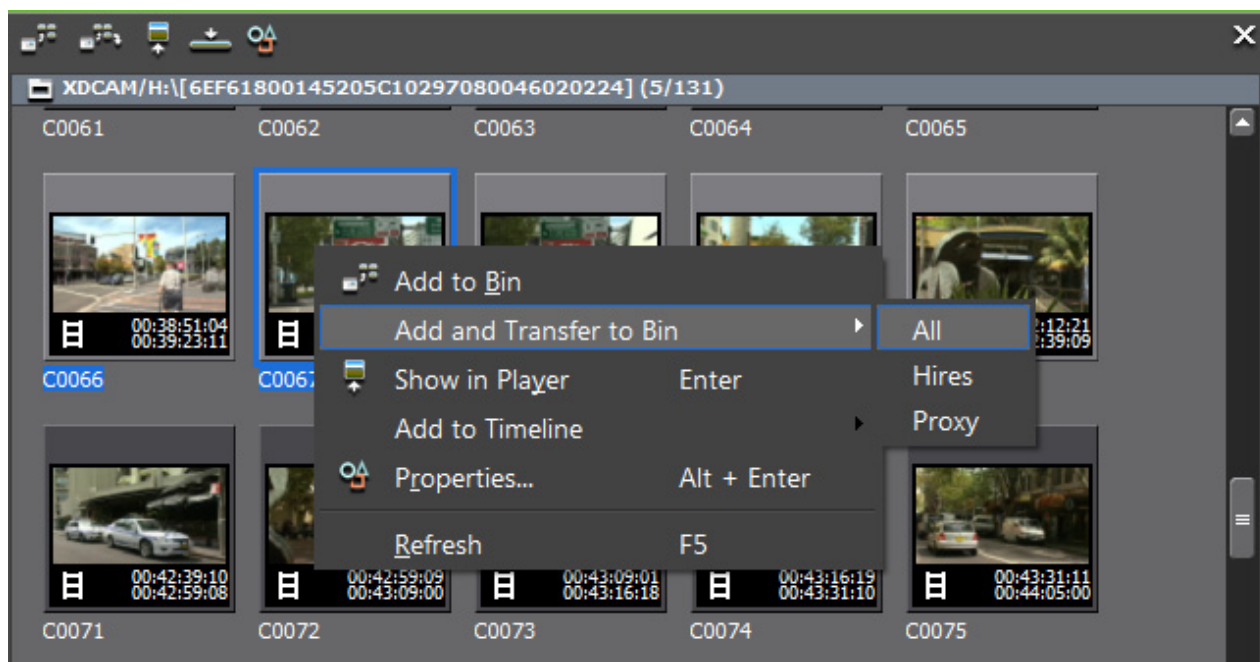 XDCAM/H:\[6EF61800145205C10297080046020224] (5/131)
C0061 C0062 C0063 C0064 C0065
00:38:51:04
00:39:23:11
:12:21
:39:09
C0066 C0067
Add to Bin
Add and Transfer to Bin
Show in Player Enter
Add to Timeline
Properties... Alt + Enter
Refresh F5
All
Hires
Proxy
00:42:39:10 00:42:59:09 00:43:09:01 00:43:16:19 00:43:31:11
00:42:59:08 00:43:09:00 00:43:16:18 00:43:31:10 00:44:05:00
C0071 C0072 C0073 C0074 C0075